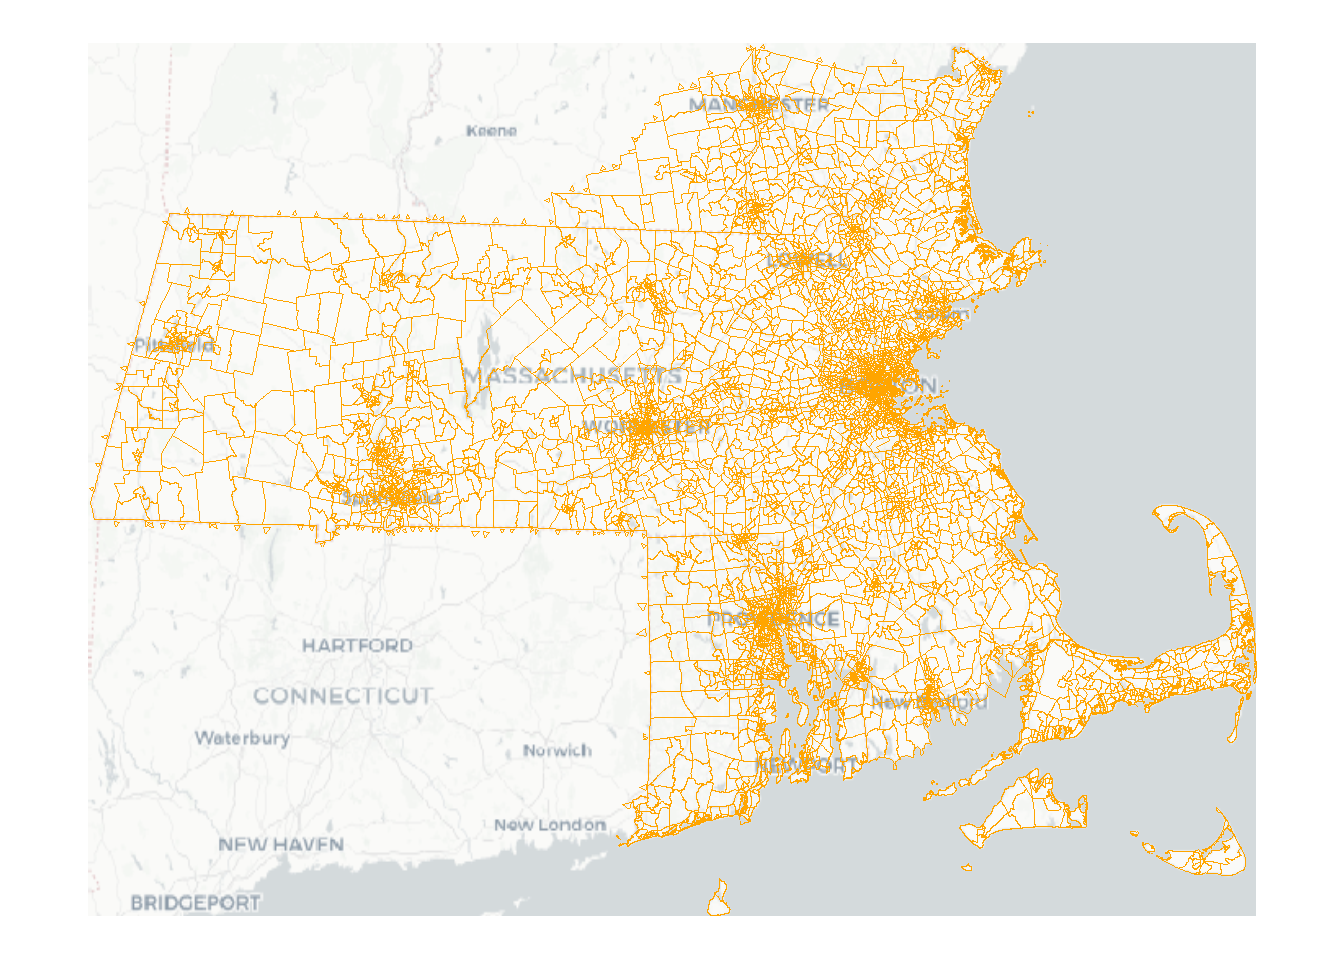 MANCHESTER
Keene
LOWELL
Salem
Pittsfield
MASSACHUSETTS
BOSTON
WORCESTER
Springfield
PROVIDENCE
HARTFORD
CONNECTICUT
New Bedford
Waterbury
Norwich
NEWPORT
New London
NEW HAVEN
BRIDGEPORT